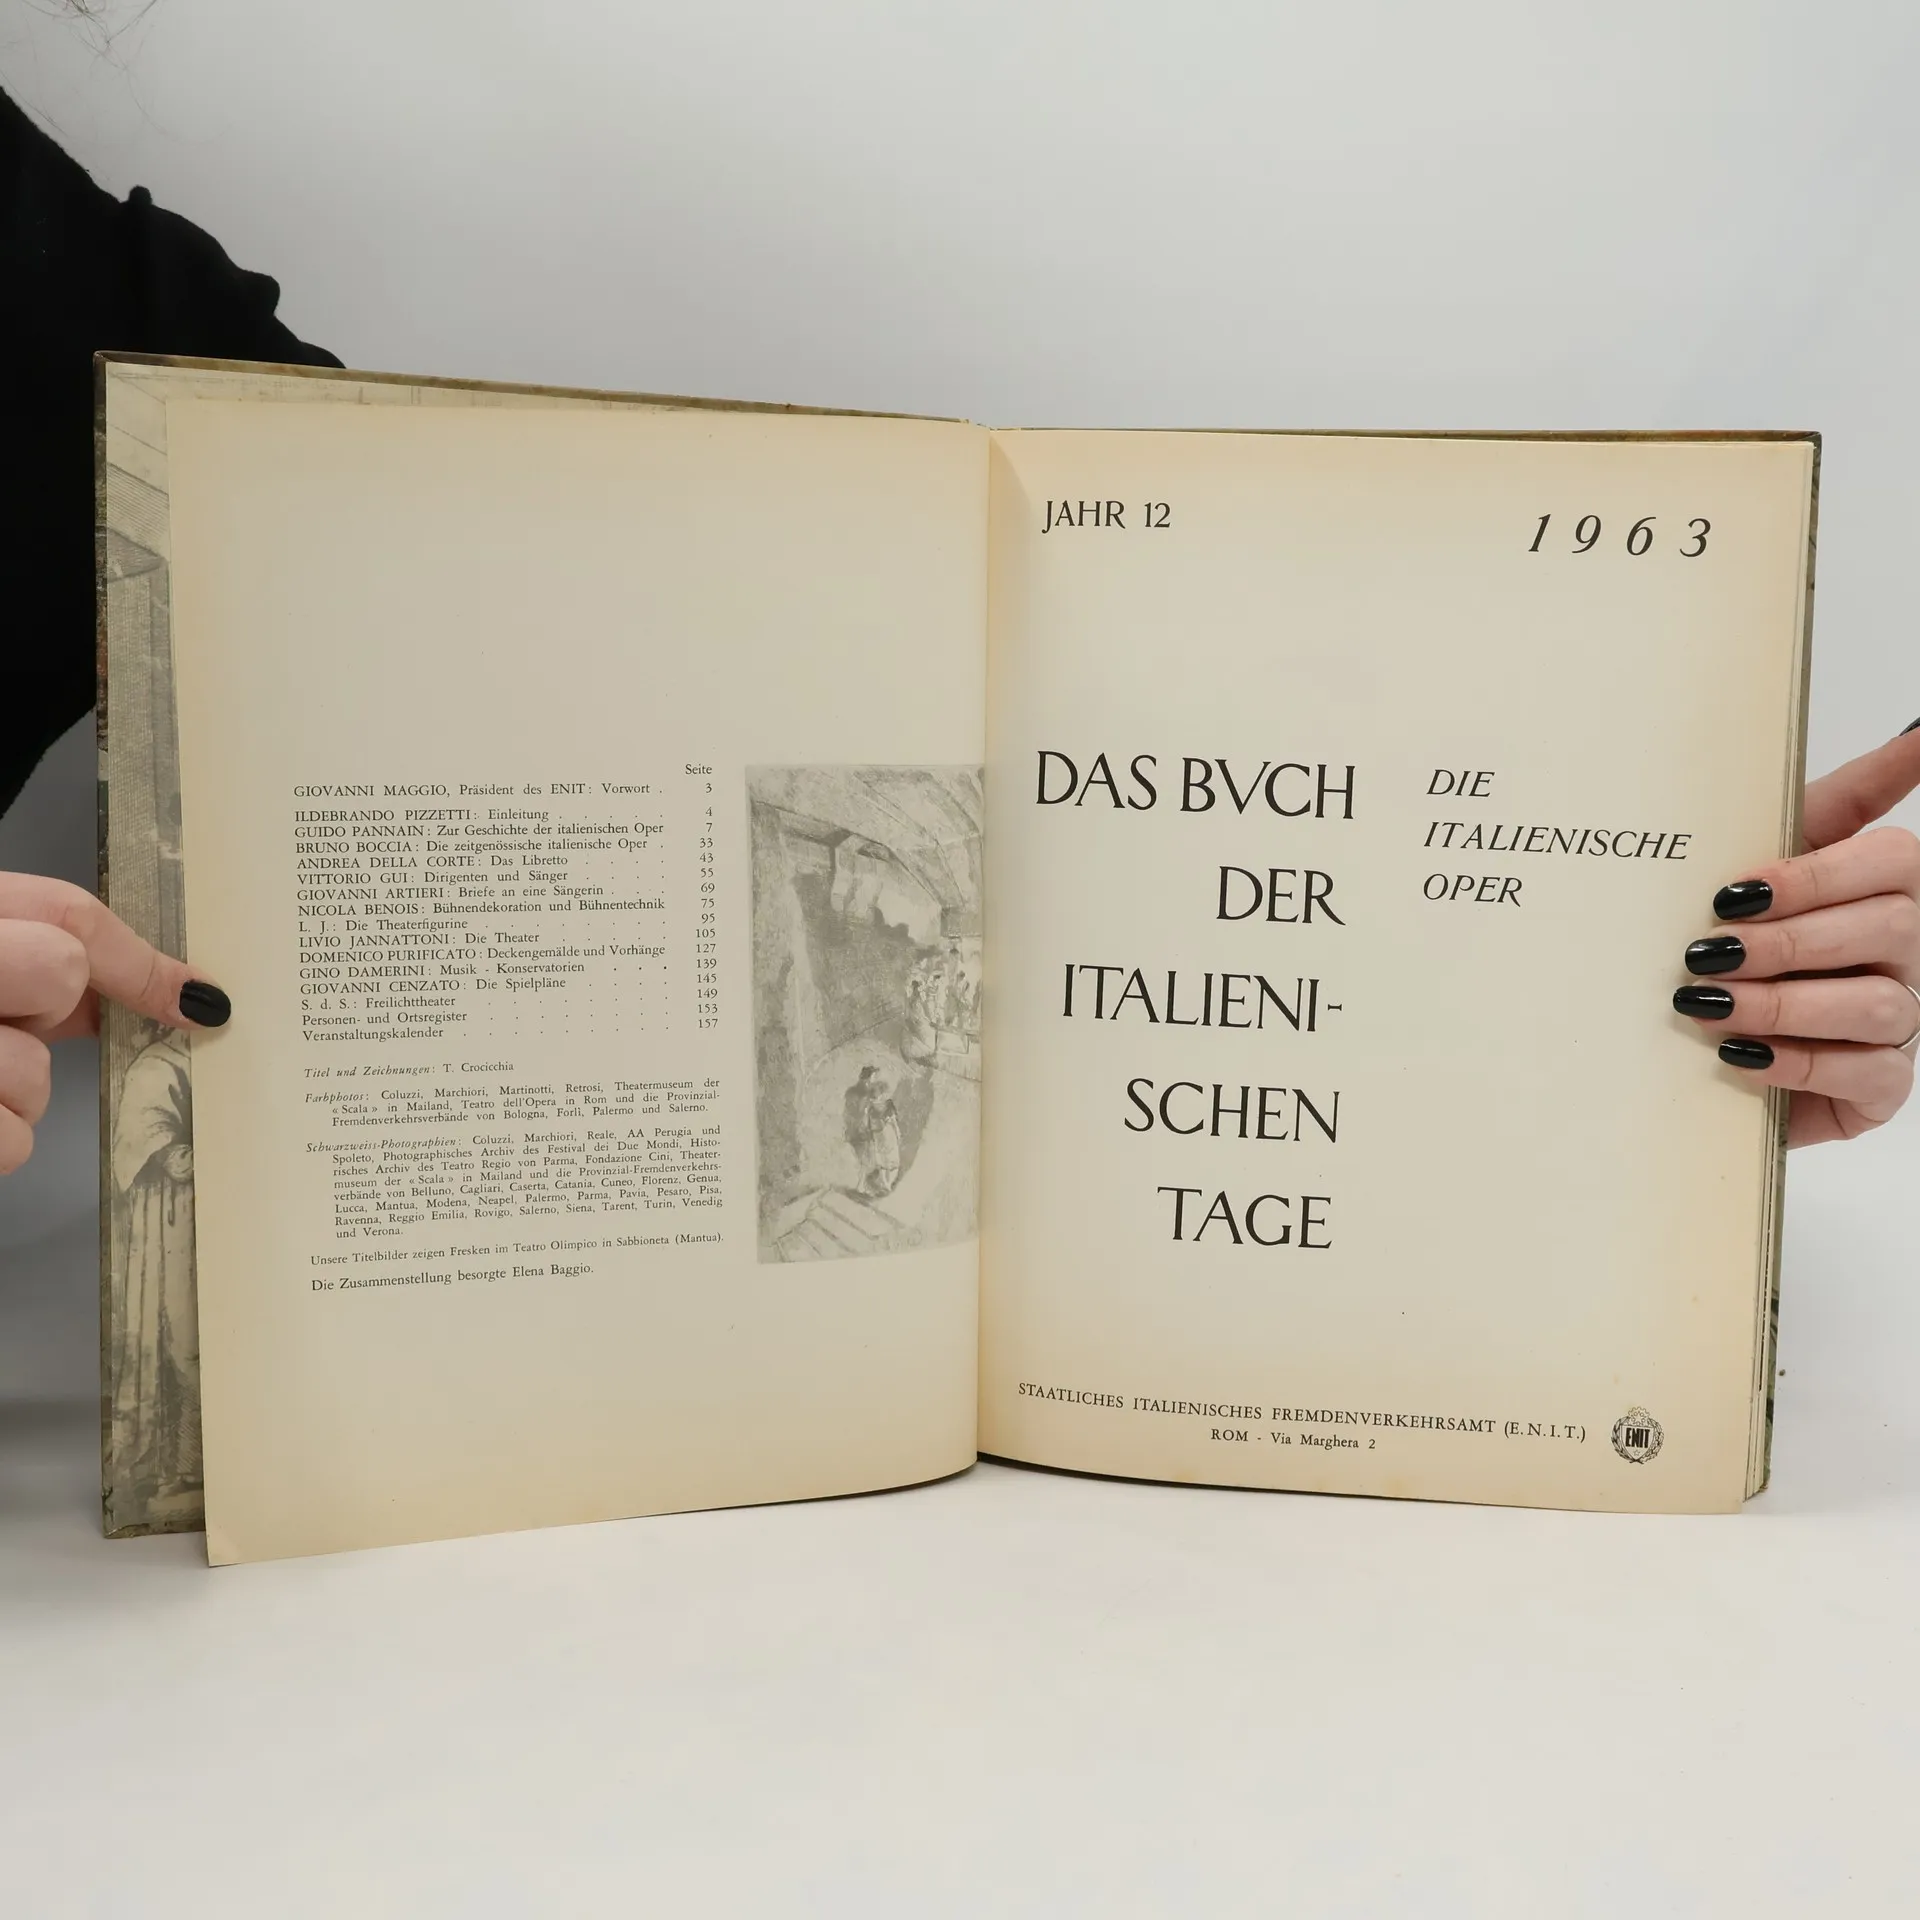 Seite
GIOVANNI MAGGIO, Präsident des ENIT: Vorwort . 3
ILDEBRANDO PIZZETTI: Einleitung . . . . . 4
GUIDO PANNAIN: Zur Geschichte der italienischen Oper 7
BRUNO BOCCIA: Die zeitgenössische italienische Oper . 33
ANDREA DELLA CORTE: Das Libretto . . . . 43
VITTORIO GUI: Dirigenten und Sänger . . . . 55
GIOVANNI ARTIERI: Briefe an eine Sängerin . . . 69
NICOLA BENOIS: Bühnendekoration und Bühnentechnik 75
L. J.: Die Theaterfigurine . . . . . . . 95
LIVIO JANNATTONI: Die Theater . . . . . 105
DOMENICO PURIFICATO: Deckengemälde und Vorhänge 127
GINO DAMERINI: Musik - Konservatorien . . . 139
GIOVANNI CENZATO: Die Spielpläne . . . . 145
S. d. S.: Freilichttheater . . . . . . . . 149
Personen- und Ortsregister . . . . . . . . 153
Veranstaltungskalender . . . . . . . . . 157
Titel und Zeichnungen: T. Crocicchia
Farbphotos: Coluzzi, Marchiori, Martinotti, Retrosi, Theatermuseum der
«Scala» in Mailand, Teatro dell'Opera in Rom und die Provinzial-
Fremdenverkehrsverbände von Bologna, Forlì, Palermo und Salerno.
Schwarzweiss-Photographien: Coluzzi, Marchiori, Reale, AA Perugia und
Spoleto, Photographisches Archiv des Festival dei Due Mondi, Histo-
risches Archiv des Teatro Regio von Parma, Fondazione Cini, Theater-
museum der «Scala» in Mailand und die Provinzial-Fremdenverkehrs-
verbände von Belluno, Cagliari, Caserta, Catania, Cuneo, Florenz, Genua,
Lucca, Mantua, Modena, Neapel, Palermo, Parma, Pavia, Pesaro, Pisa,
Ravenna, Reggio Emilia, Rovigo, Salerno, Siena, Tarent, Turin, Venedig
und Verona.
Unsere Titelbilder zeigen Fresken im Teatro Olimpico in Sabbioneta (Mantua).
Die Zusammenstellung besorgte Elena Baggio.
JAHR 12
1963
DAS BVCH
DER
ITALIENI-
SCHEN
TAGE
DIE
ITALIENISCHE
OPER
STAATLICHES ITALIENISCHES FREMDENVERKEHRSAMT (E.N.I.T.)
ROM - Via Marghera 2
ENIT